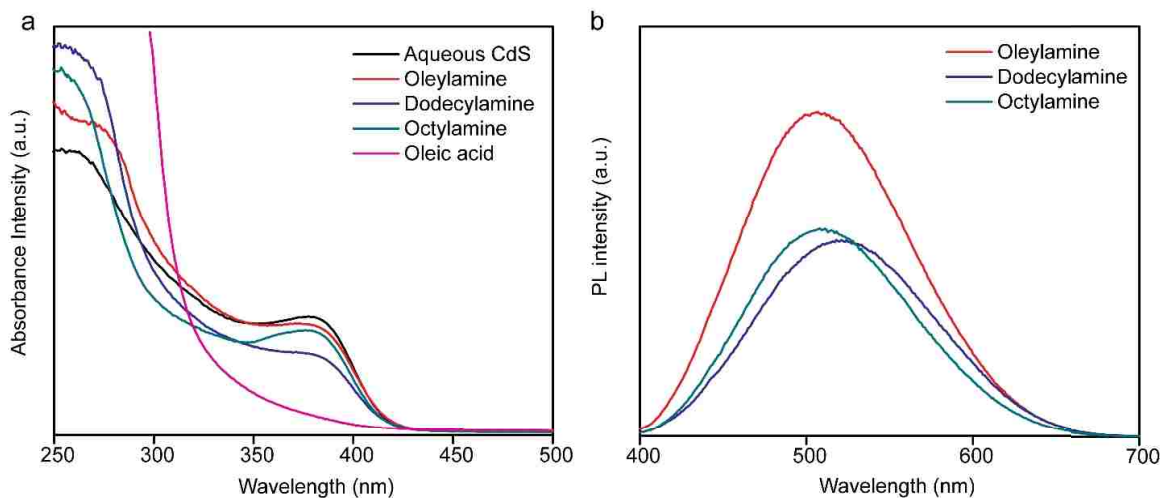 a
Aqueous CdS
Oleylamine
Dodecylamine
Octylamine
Oleic acid
Absorbance Intensity (a.u.)
250 300 350 400 450 500
Wavelength (nm)
b
Oleylamine
Dodecylamine
Octylamine
PL intensity (a.u.)
400 500 600 700
Wavelength (nm)